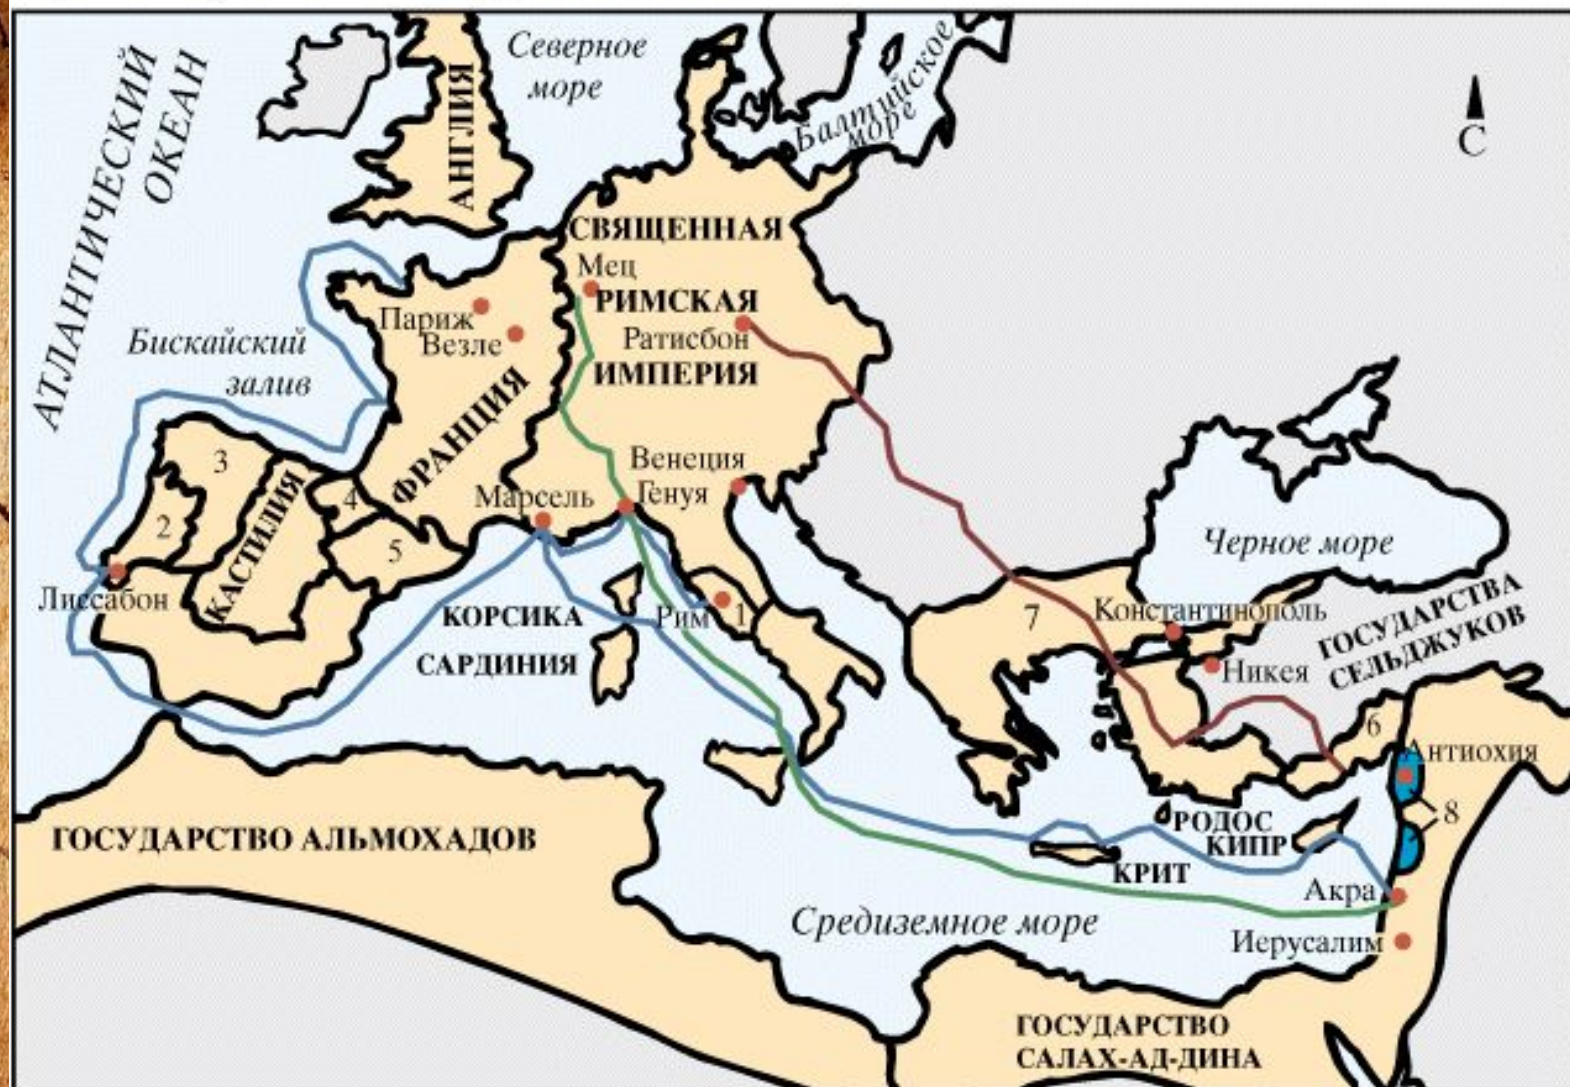 АТЛАНТИЧЕСКИЙ
ОКЕАН
Северное
море
Балтийское
море
С
АНГЛИЯ
СВЯЩЕННАЯ
Мец
РИМСКАЯ
Париж
Ратисбон
Везле
Бискайский
залив
ИМПЕРИЯ
ФРАНЦИЯ
3
Венеция
КАСТИЛИЯ
4
Марсель
Генуя
2
5
Черное море
Лиссабон
КОРСИКА
Рим
1
7
Константинополь
ГОСУДАРСТВА
СЕЛЬДЖУКОВ
САРДИНИЯ
Никея
6
Антиохия
8
РОДОС
ГОСУДАРСТВО АЛЬМОХАДОВ
КИПР
КРИТ
Акра
Средиземное море
Иерусалим
ГОСУДАРСТВО
САЛАХ-АД-ДИНА